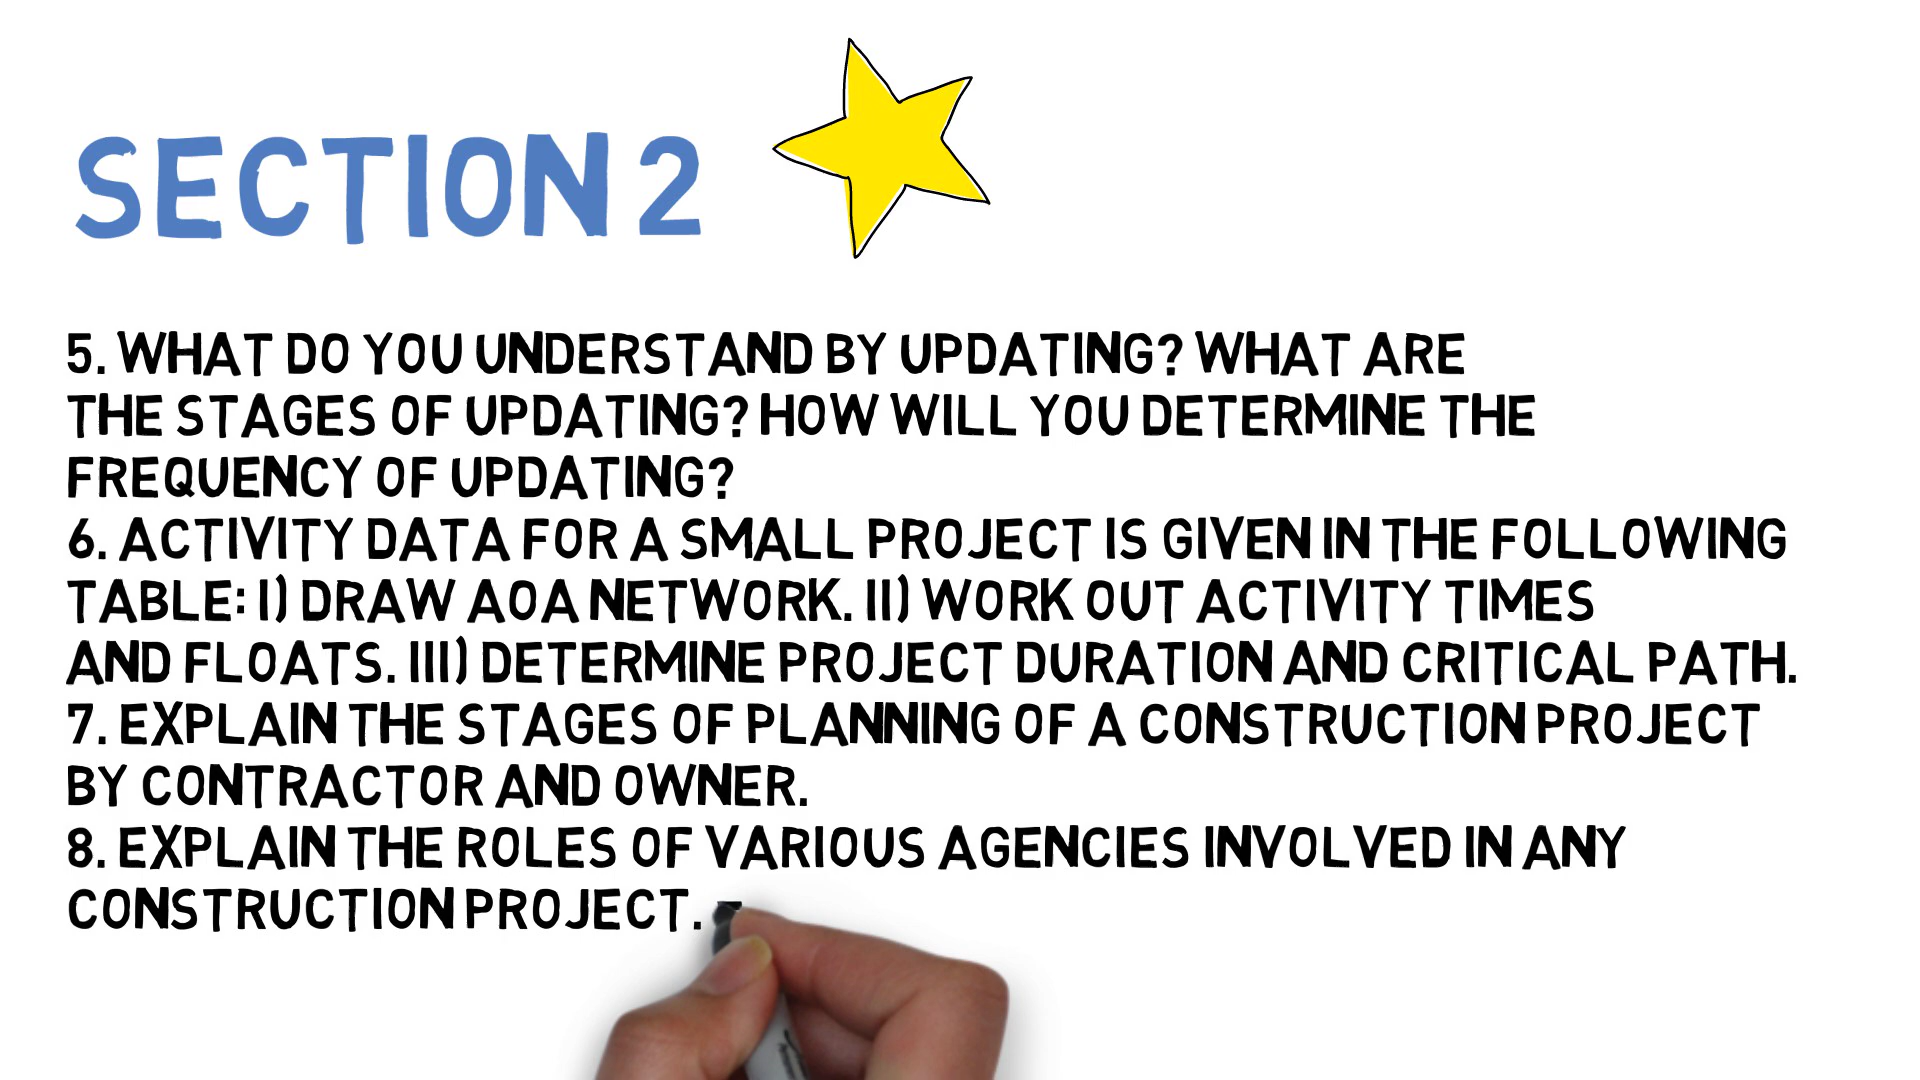 SECTION 2
5. WHAT DO YOU UNDERSTAND BY UPDATING? WHAT ARE
THE STAGES OF UPDATING? HOW WILL YOU DETERMINE THE
FREQUENCY OF UPDATING?
6. ACTIVITY DATA FOR A SMALL PROJECT IS GIVEN IN THE FOLLOWING
TABLE: I) DRAW AOA NETWORK. II) WORK OUT ACTIVITY TIMES
AND FLOATS. III) DETERMINE PROJECT DURATION AND CRITICAL PATH.
7. EXPLAIN THE STAGES OF PLANNING OF A CONSTRUCTION PROJECT
BY CONTRACTOR AND OWNER.
8. EXPLAIN THE ROLES OF VARIOUS AGENCIES INVOLVED IN ANY
CONSTRUCTION PROJECT.